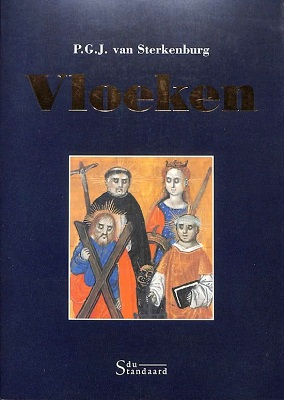 P.G.J. van Sterkenburg
Vloeken
Sdu
Standaard